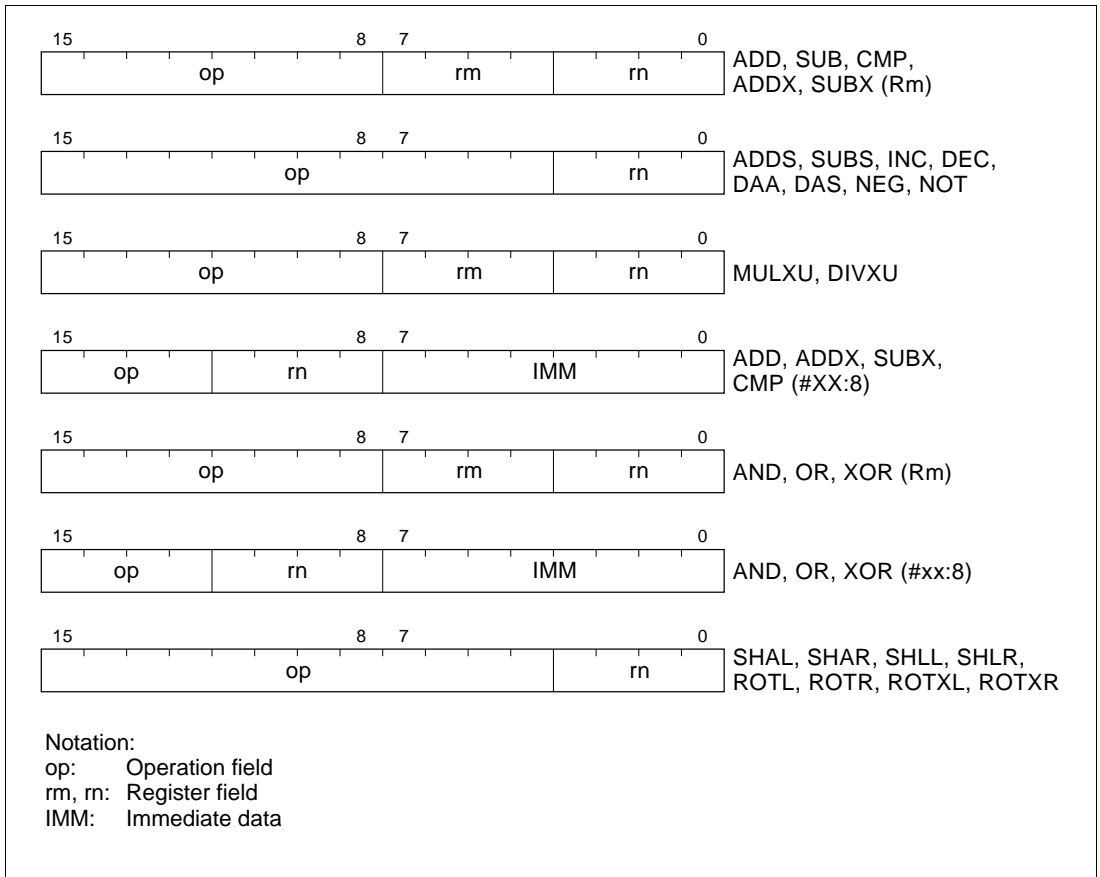 15 8 7 0
op rm rn
ADD, SUB, CMP,
ADDX, SUBX (Rm)
15 8 7 0
op rn
ADDS, SUBS, INC, DEC,
DAA, DAS, NEG, NOT
15 8 7 0
op rm rn
MULXU, DIVXU
15 8 7 0
op rn IMM
ADD, ADDX, SUBX,
CMP (#XX:8)
15 8 7 0
op rm rn
AND, OR, XOR (Rm)
15 8 7 0
op rn IMM
AND, OR, XOR (#xx:8)
15 8 7 0
op rn
SHAL, SHAR, SHLL, SHLR,
ROTL, ROTR, ROTXL, ROTXR
Notation:
op: Operation field
rm, rn: Register field
IMM: Immediate data